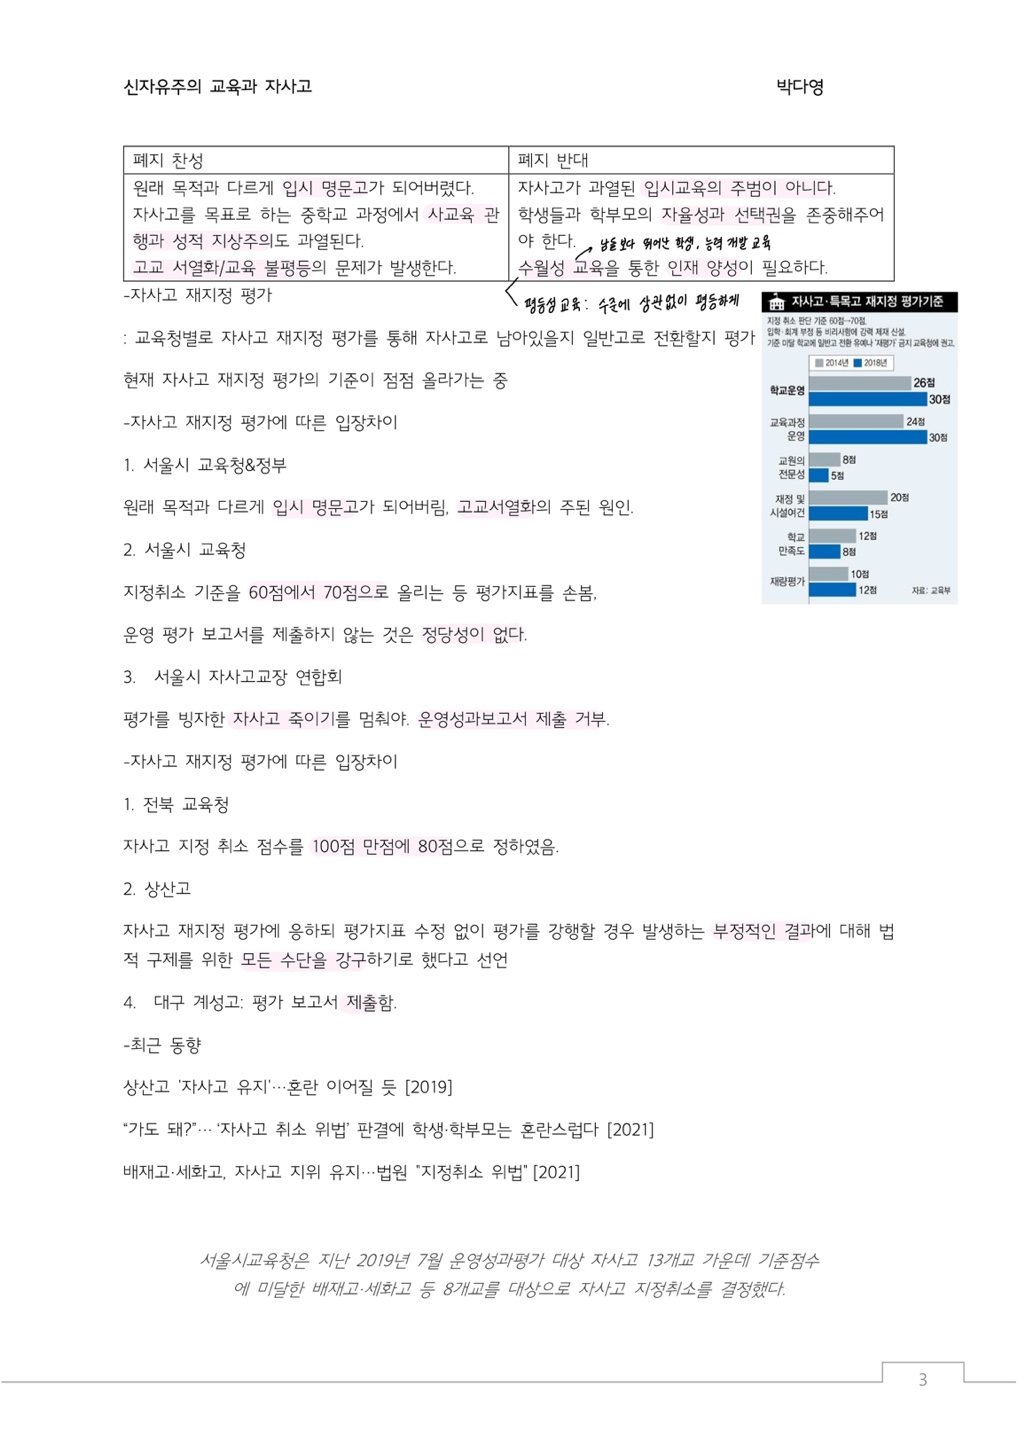 신자유주의 교육과 자사고 박다영
폐지 찬성
원래 목적과 다르게 입시 명문고가 되어버렸다.
자사고를 목표로 하는 중학교 과정에서 사교육 관
행과 성적 지상주의도 과열된다.
고교 서열화/교육 불평등의 문제가 발생한다.
폐지 반대
자사고가 과열된 입시교육의 주범이 아니다.
학생들과 학부모의 자율성과 선택권을 존중해주어
야 한다.
남들보다 뛰어난 학생, 능력 개발 교육
수월성 교육을 통한 인재 양성이 필요하다.
평등성 교육 : 수준에 상관없이 평등하게
-자사고 재지정 평가
: 교육청별로 자사고 재지정 평가를 통해 자사고로 남아있을지 일반고로 전환할지 평가
현재 자사고 재지정 평가의 기준이 점점 올라가는 중
-자사고 재지정 평가에 따른 입장차이
1. 서울시 교육청&정부
원래 목적과 다르게 입시 명문고가 되어버림, 고교서열화의 주된 원인.
2. 서울시 교육청
지정취소 기준을 60점에서 70점으로 올리는 등 평가지표를 손봄,
운영 평가 보고서를 제출하지 않는 것은 정당성이 없다.
3. 서울시 자사고교장 연합회
평가를 빙자한 자사고 죽이기를 멈춰야. 운영성과보고서 제출 거부.
-자사고 재지정 평가에 따른 입장차이
1. 전북 교육청
자사고 지정 취소 점수를 100점 만점에 80점으로 정하였음.
2. 상산고
자사고 재지정 평가에 응하되 평가지표 수정 없이 평가를 강행할 경우 발생하는 부정적인 결과에 대해 법
적 구제를 위한 모든 수단을 강구하기로 했다고 선언
4. 대구 계성고: 평가 보고서 제출함.
-최근 동향
상산고 '자사고 유지'…혼란 이어질 듯 [2019]
“가도 돼?”… ‘자사고 취소 위법’ 판결에 학생·학부모는 혼란스럽다 [2021]
배재고·세화고, 자사고 지위 유지…법원 "지정취소 위법" [2021]
서울시교육청은 지난 2019년 7월 운영성과평가 대상 자사고 13개교 가운데 기준점수
에 미달한 배재고·세화고 등 8개교를 대상으로 자사고 지정취소를 결정했다.
자사고·특목고 재지정 평가기준
지정 취소 판단 기준 60점→70점.
입학·회계 부정 등 비리사항에 강력 제재 신설.
기준 미달 학교에 일반고 전환 유예나 '재평가' 금지 교육청에 권고.
2014년 2018년
학교운영 26점
30점
교육과정 24점
운영 30점
교원의 8점
전문성 5점
재정 및 20점
시설여건 15점
학교 12점
만족도 8점
재량평가 10점
12점
자료: 교육부
3